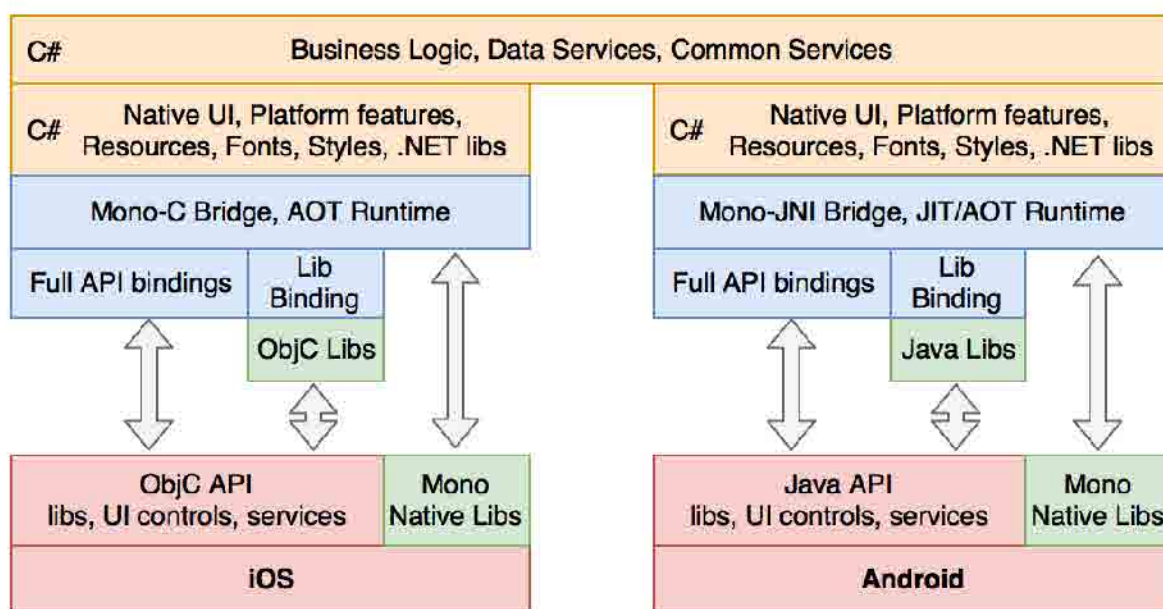 C#
Business Logic, Data Services, Common Services
C#
Native UI, Platform features,
Resources, Fonts, Styles, .NET libs
Mono-C Bridge, AOT Runtime
Full API bindings
Lib
Binding
ObjC Libs
ObjC API
libs, UI controls, services
Mono
Native Libs
iOS
C#
Native UI, Platform features,
Resources, Fonts, Styles, .NET libs
Mono-JNI Bridge, JIT/AOT Runtime
Full API bindings
Lib
Binding
Java Libs
Java API
libs, UI controls, services
Mono
Native Libs
Android